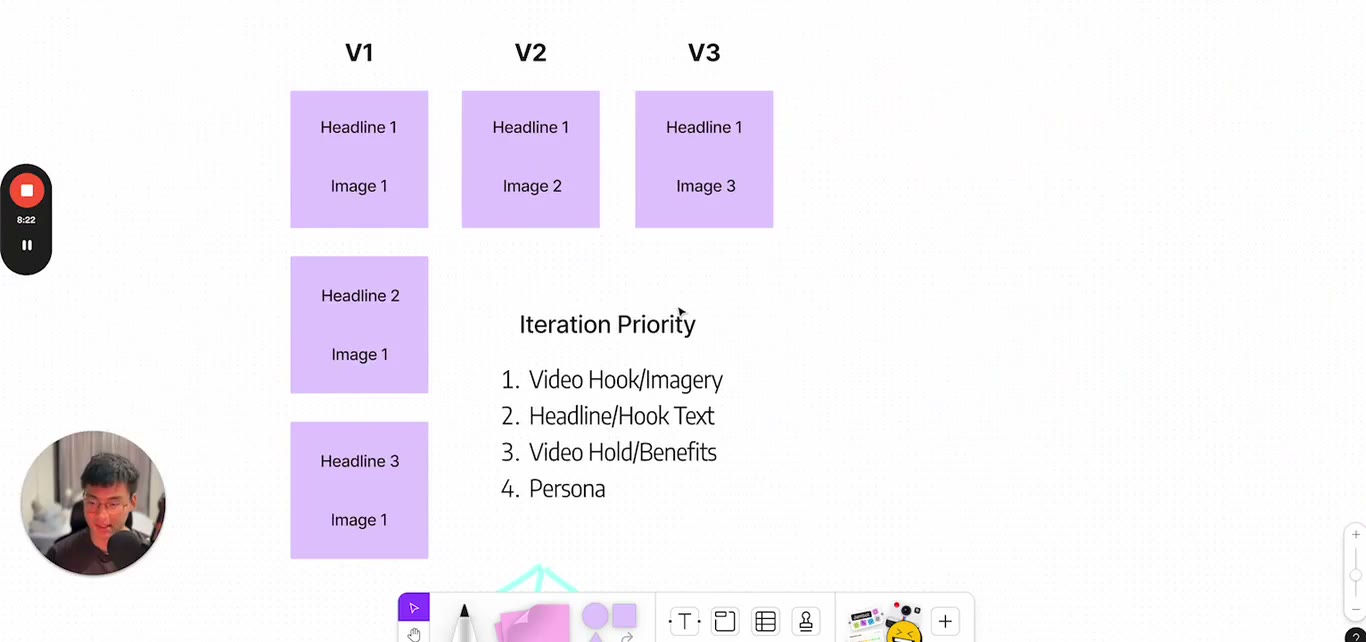 V1 V2 V3
Headline 1
Image 1
Headline 1
Image 2
Headline 1
Image 3
Headline 2
Image 1
Headline 3
Image 1
Iteration Priority
1. Video Hook/Imagery
2. Headline/Hook Text
3. Video Hold/Benefits
4. Persona
8:22
T
?